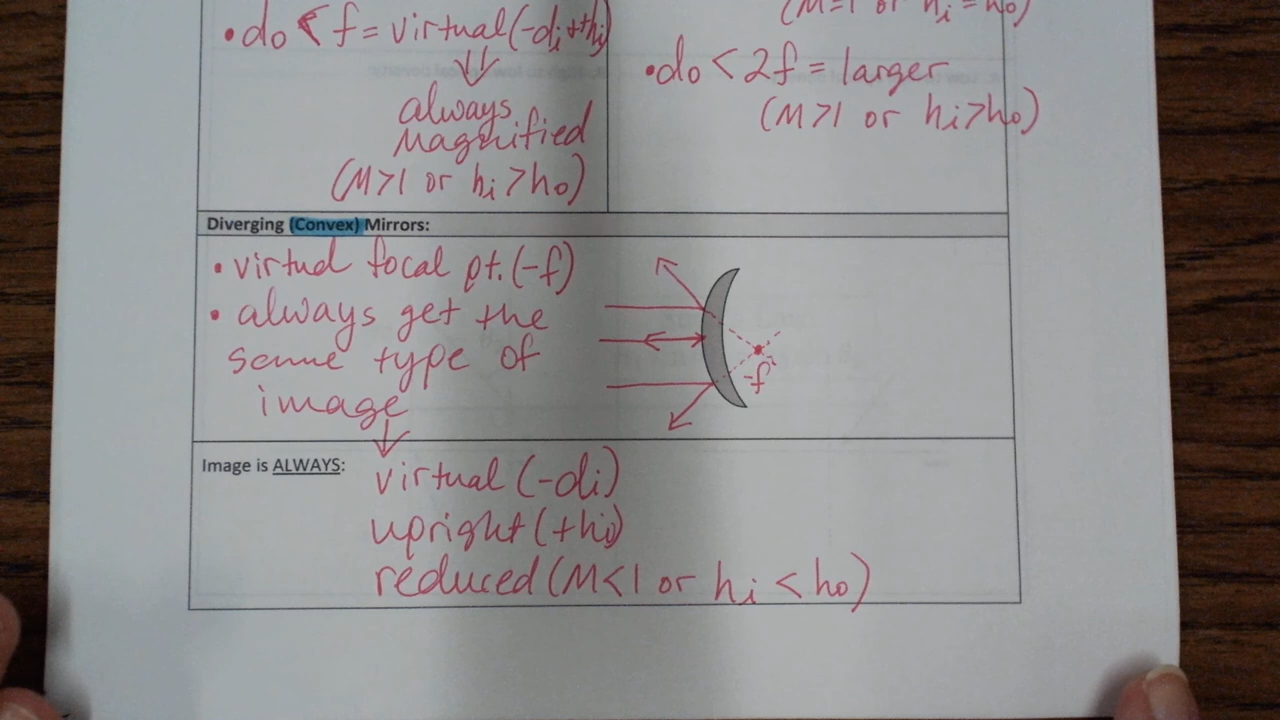 •do < f = virtual (-di + hi)
always
magnified
(M>1 or hi >ho)
(M=1 or hi = ho)
•do < 2f = larger
(M>1 or hi>ho)
Diverging (Convex) Mirrors:
• virtual focal pt. (-f)
• always get the
same type of
image
-f
Image is ALWAYS:
virtual (-di)
upright (+hi)
reduced (M<1 or hi < ho)